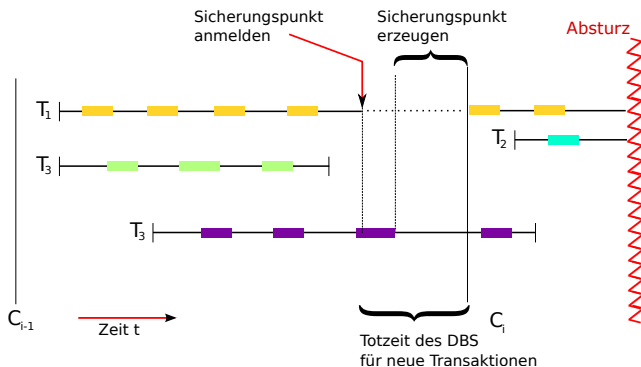 Sicherungspunkt
anmelden
Sicherungspunkt
erzeugen
Absturz
T1
T2
T3
T3
Ci-1
Zeit t
Ci
Totzeit des DBS
für neue Transaktionen